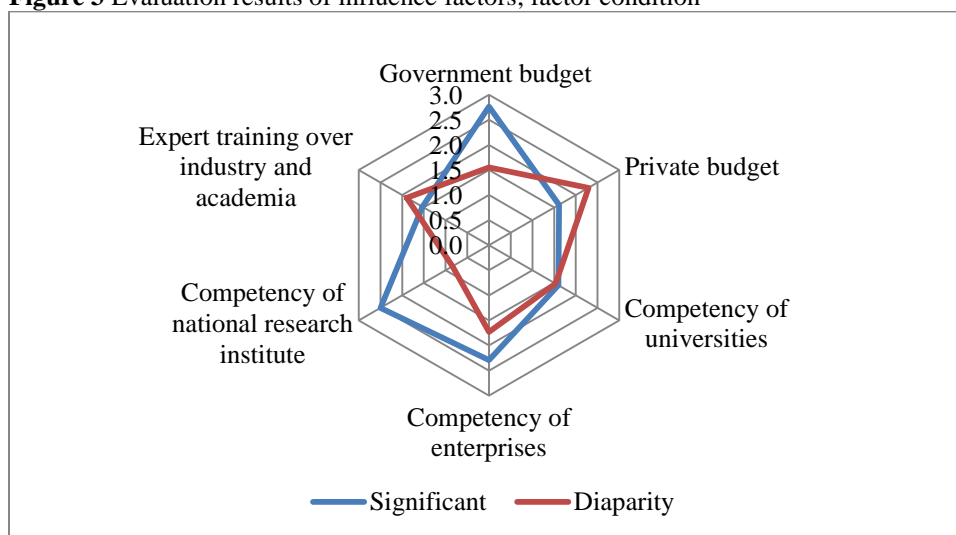 Figure 3 Evaluation results of influence factors, factor condition
Government budget
3.0
2.5
2.0
1.5
1.0
0.5
0.0
Expert training over
industry and
academia
Private budget
Competency of
national research
institute
Competency of
universities
Competency of
enterprises
Significant
Diaparity